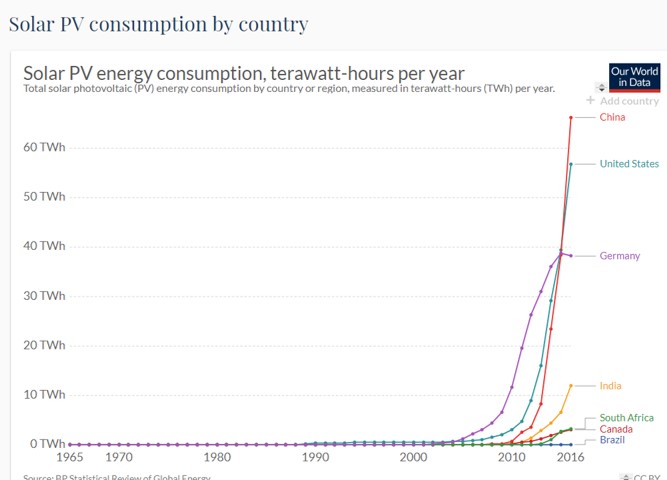 Solar PV consumption by country
Solar PV energy consumption, terawatt-hours per year
Our World
in Data
Total solar photovoltaic (PV) energy consumption by country or region, measured in terawatt-hours (TWh) per year.
+ Add country
China
60 TWh
United States
50 TWh
40 TWh
Germany
30 TWh
20 TWh
10 TWh
India
South Africa
Canada
Brazil
0 TWh
1965 1970 1980 1990 2000 2010 2016
Source: BP Statistical Review of Global Energy
CC BY